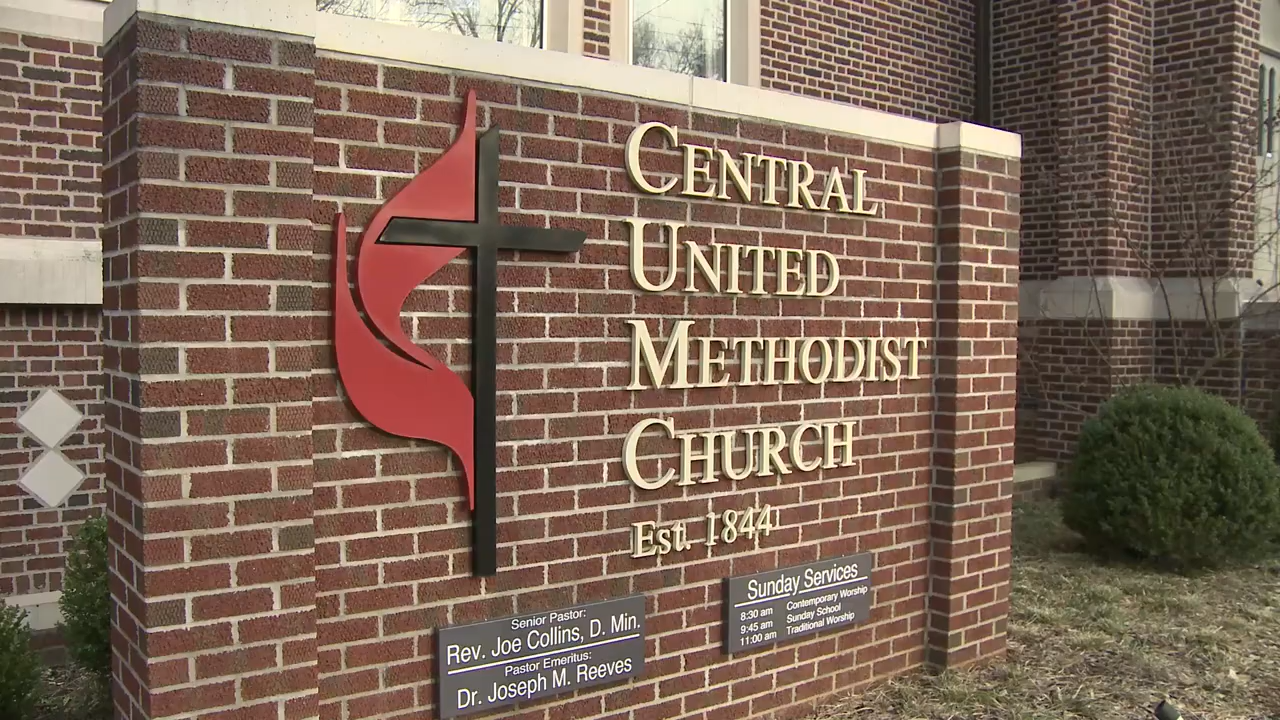 CENTRAL
UNITED
METHODIST
CHURCH
Est. 1844
Senior Pastor:
Rev. Joe Collins, D. Min.
Pastor Emeritus:
Dr. Joseph M. Reeves
Sunday Services
8:30 am Contemporary Worship
9:45 am Sunday School
11:00 am Traditional Worship